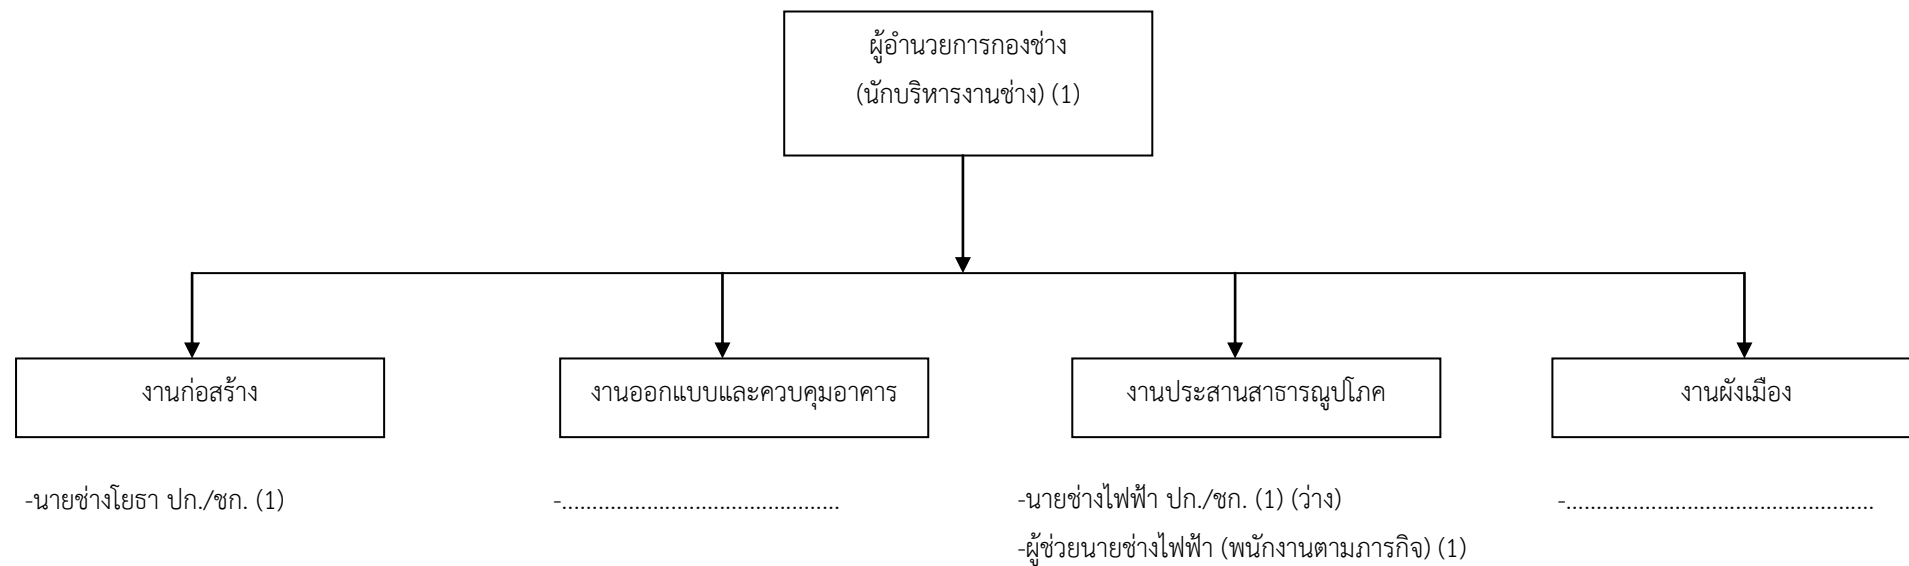 ผู้อำนวยการกองช่าง
(นักบริหารงานช่าง) (1)
งานก่อสร้าง
งานออกแบบและควบคุมอาคาร
งานประสานสาธารณูปโภค
งานผังเมือง
-นายช่างโยธา ปก./ชก. (1)
-..............................................
-นายช่างไฟฟ้า ปก./ชก. (1) (ว่าง)
-ผู้ช่วยนายช่างไฟฟ้า (พนักงานตามภารกิจ) (1)
-...................................................